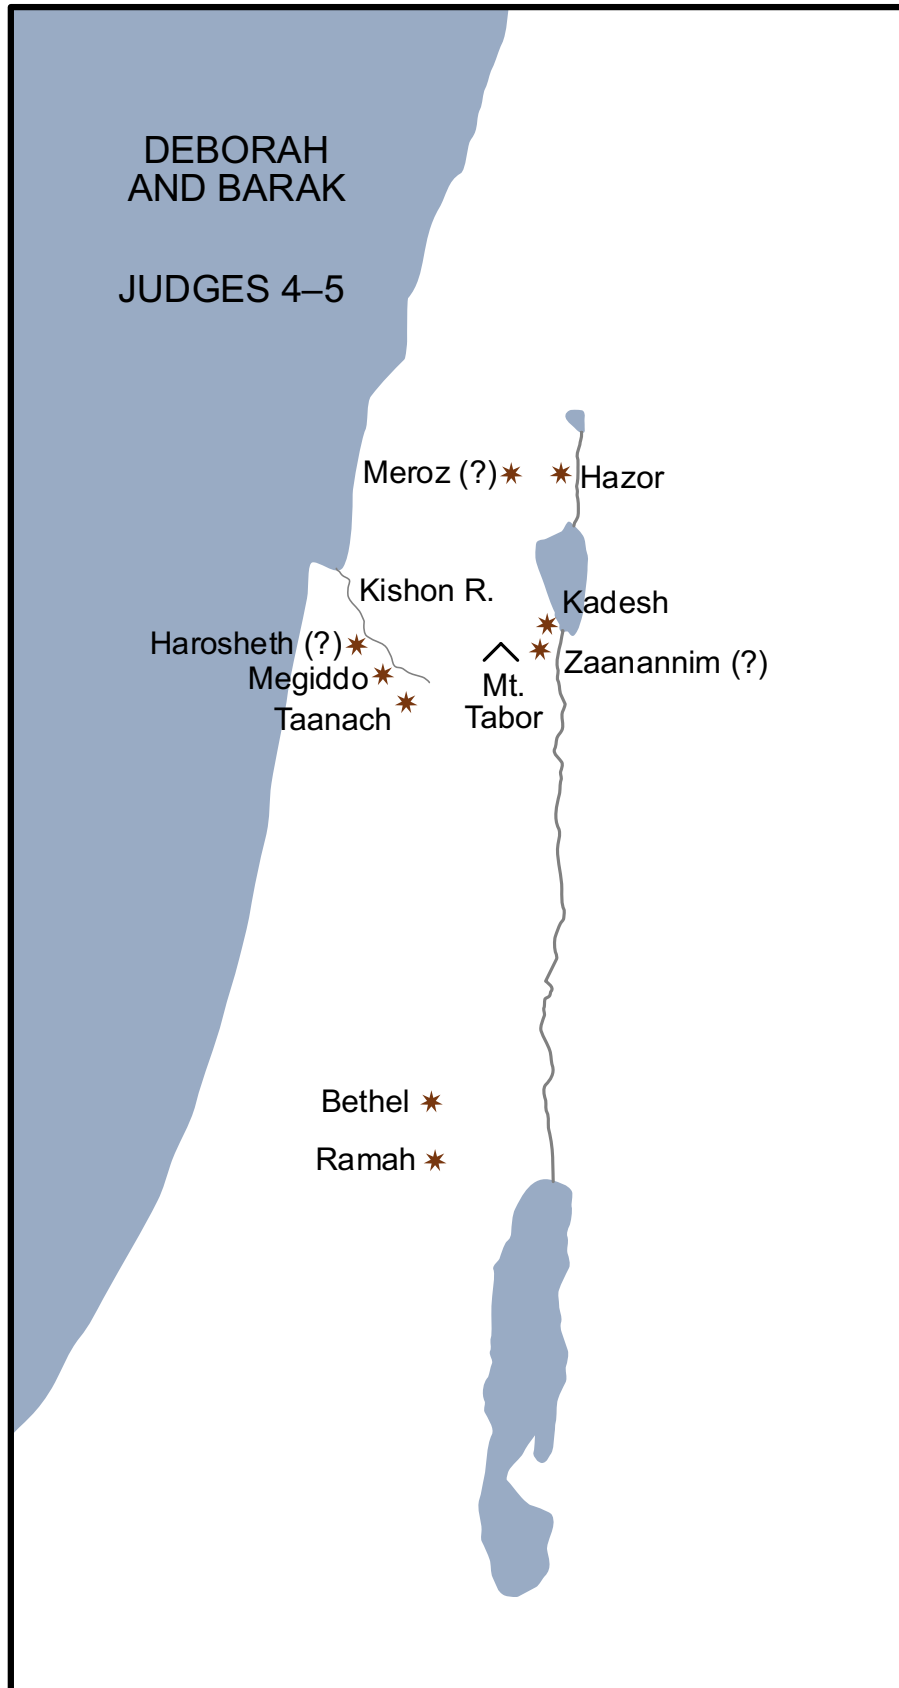 DEBORAH
AND BARAK
JUDGES 4–5
Meroz (?)
Hazor
Kishon R.
Kadesh
Harosheth (?)
Zaanannim (?)
Megiddo
Mt.
Tabor
Taanach
Bethel
Ramah